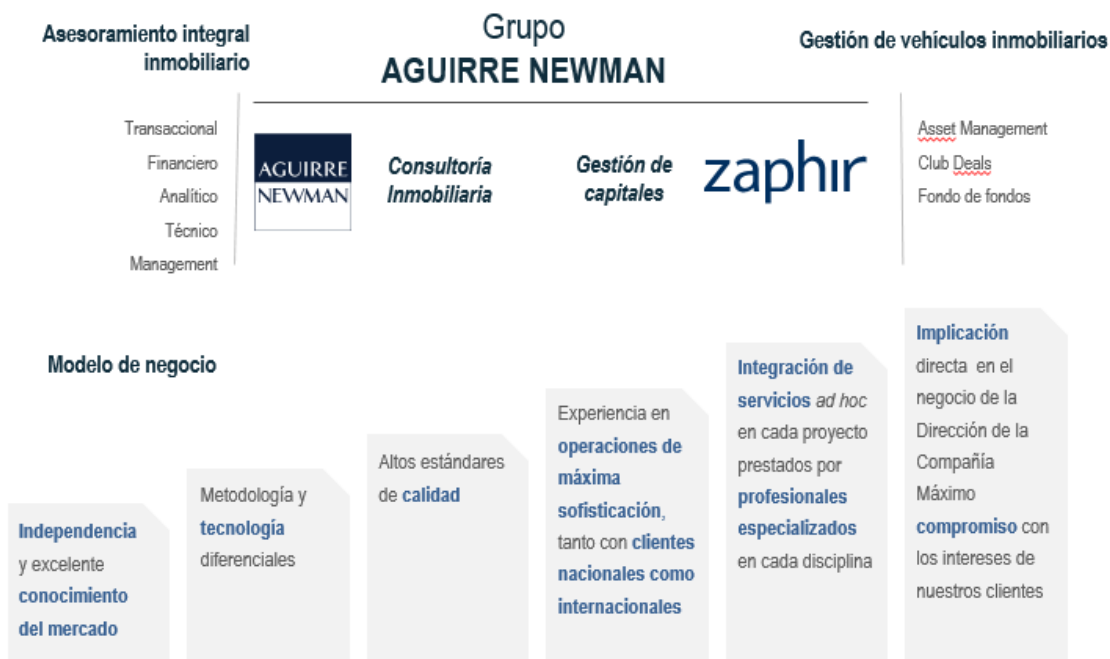 Asesoramiento integral
inmobiliario
Grupo
AGUIRRE NEWMAN
Gestión de vehículos inmobiliarios
Transaccional
Financiero
Analítico
Técnico
Management
AGUIRRE
NEWMAN
Consultoría
Inmobiliaria
Gestión de
capitales
zaphir
Asset Management
Club Deals
Fondo de fondos
Modelo de negocio
Independencia
y excelente
conocimiento
del mercado
Metodología y
tecnología
diferenciales
Altos estándares
de calidad
Experiencia en
operaciones de
máxima
sofisticación,
tanto con clientes
nacionales como
internacionales
Integración de
servicios ad hoc
en cada proyecto
prestados por
profesionales
especializados
en cada disciplina
Implicación
directa en el
negocio de la
Dirección de la
Compañía
Máximo
compromiso con
los intereses de
nuestros clientes